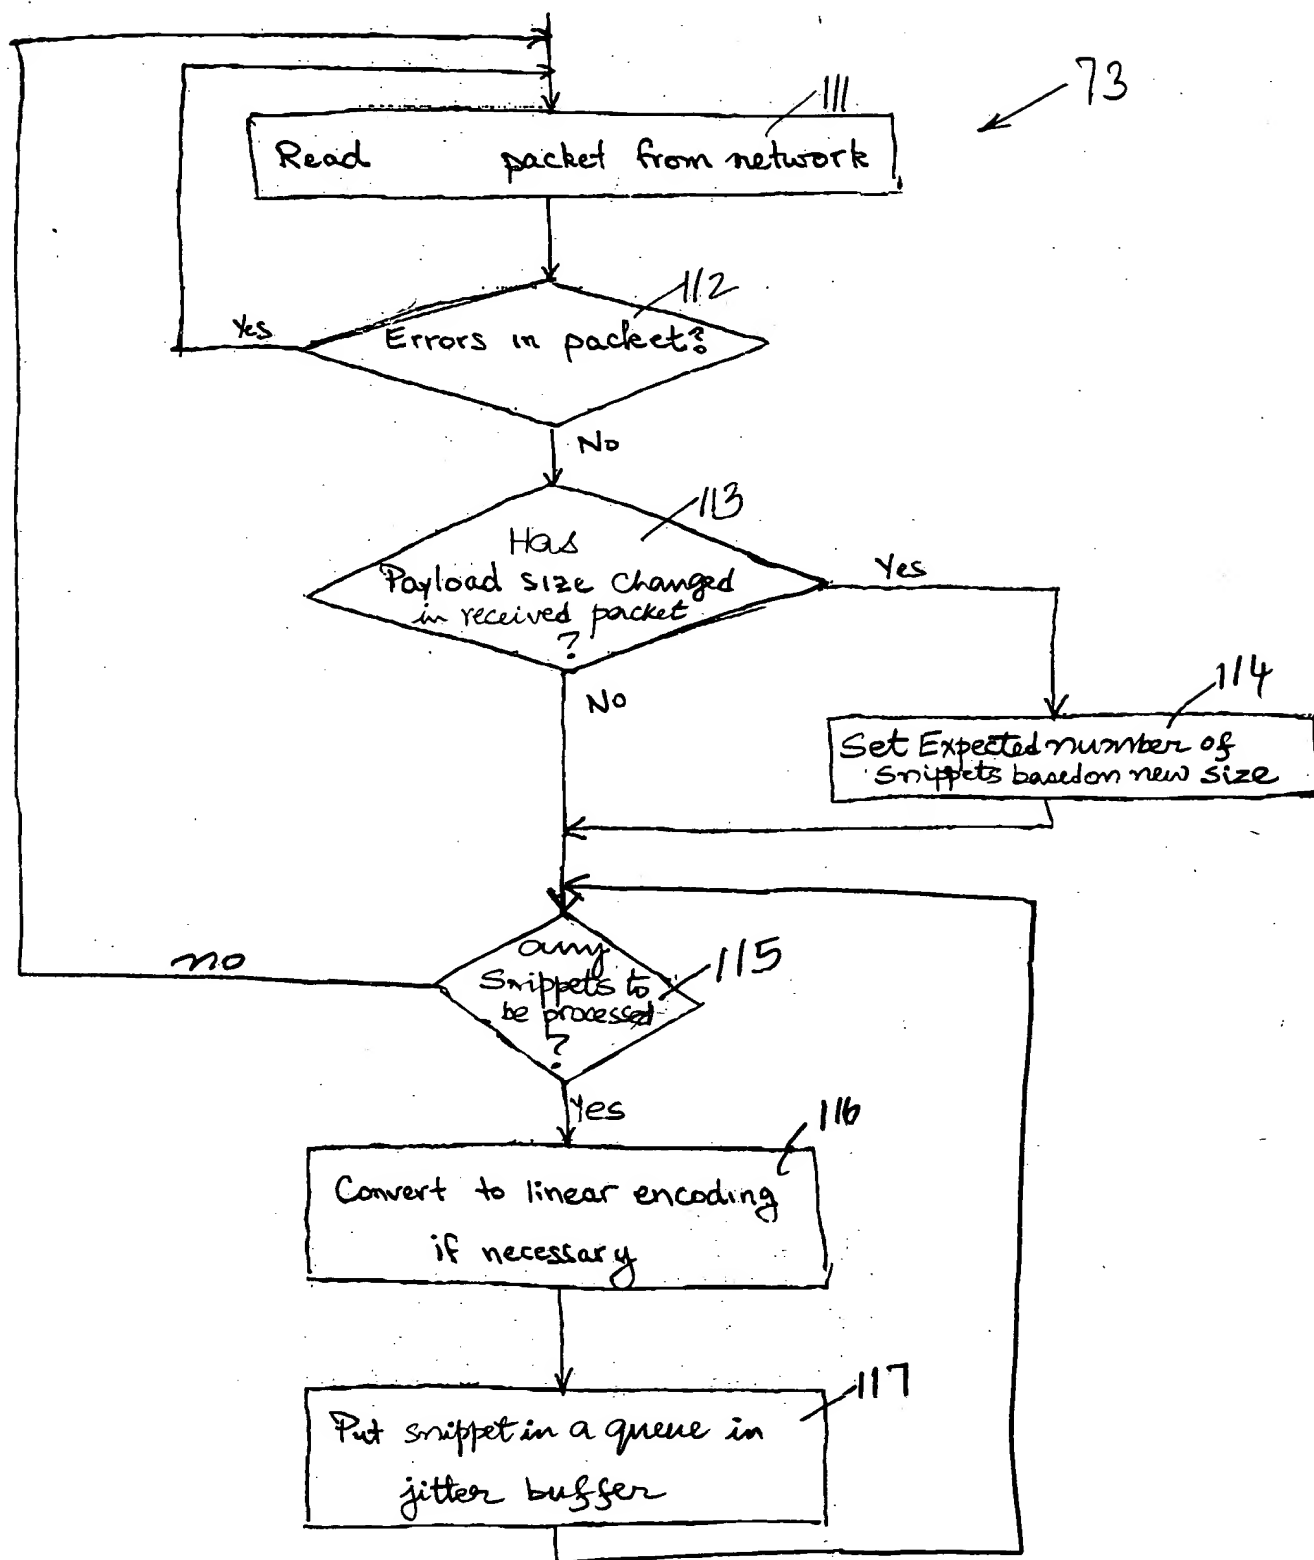 73
111
Read packet from network
112
Errors in packet?
Yes
No
113
Has
Payload size changed
in received packet
?
Yes
No
114
Set Expected number of
snippets based on new size
any
Snippets to
be processed
?
115
no
Yes
116
Convert to linear encoding
if necessary
117
Put snippet in a queue in
jitter buffer